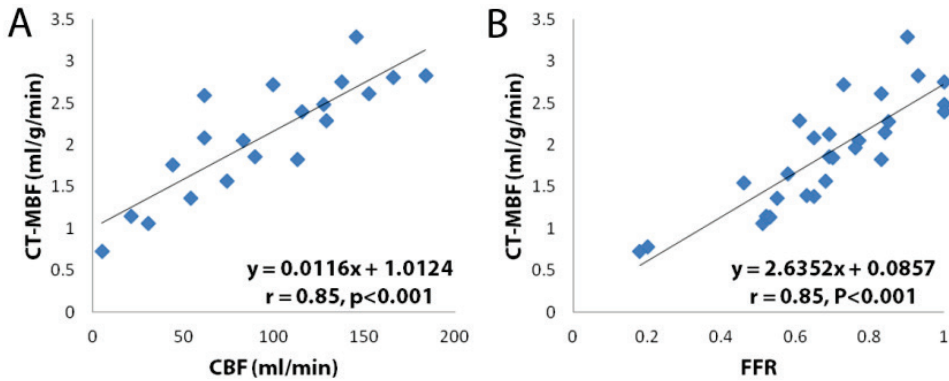 A
CT-MBF (ml/g/min)
3.5
3
2.5
2
1.5
1
0.5
0
y = 0.0116x + 1.0124
r = 0.85, p<0.001
0
50
100
150
200
CBF (ml/min)
B
CT-MBF (ml/g/min)
3.5
3
2.5
2
1.5
1
0.5
0
y = 2.6352x + 0.0857
r = 0.85, P<0.001
0
0.2
0.4
0.6
0.8
1
FFR